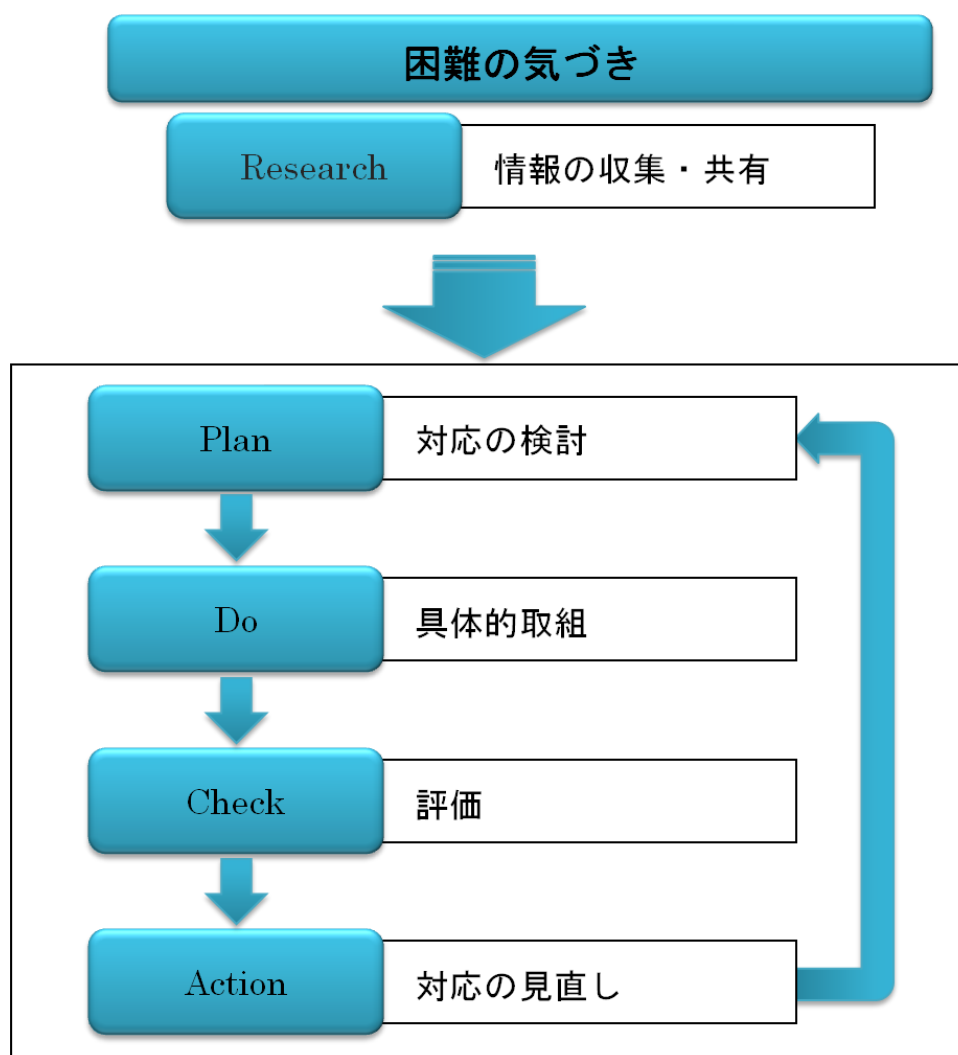 困難の気づき
Research 情報の収集・共有
Plan 対応の検討
Do 具体的取組
Check 評価
Action 対応の見直し